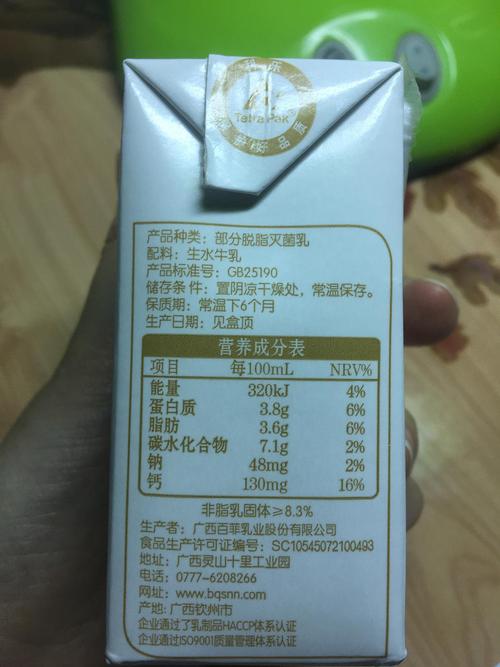 利乐
Tetra Pak
产品种类：部分脱脂灭菌乳
配料：生水牛乳
产品标准号：GB25190
储存条件：置阴凉干燥处，常温保存。
保质期：常温下6个月
生产日期：见盒顶
营养成分表
项目 每100mL NRV%
能量 320kJ 4%
蛋白质 3.8g 6%
脂肪 3.6g 6%
碳水化合物 7.1g 2%
钠 48mg 2%
钙 130mg 16%
非脂乳固体≥8.3%
生产者：广西百菲乳业股份有限公司
食品生产许可证编号：SC10545072100493
地址：广西灵山十里工业园
电话：0777-6208266
网址：www.bqsnn.com
产地：广西钦州市
企业通过了乳制品HACCP体系认证
企业通过ISO9001质量管理体系认证